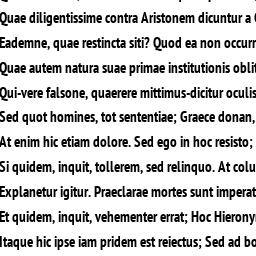 Quae diligentissime contra Aristonem dicuntur a
Eademne, quae restincta siti? Quod ea non occurr
Quae autem natura suae primae institutionis oblit
Qui-vere falsone, quaerere mittimus-dicitur oculis
Sed quot homines, tot sententiae; Graece donan,
At enim hic etiam dolore. Sed ego in hoc resisto;
Si quidem, inquit, tollerem, sed relinquo. At colu
Explanetur igitur. Praeclarae mortes sunt imperat
Et quidem, inquit, vehementer errat; Hoc Hierony
Itaque hic ipse iam pridem est reiectus; Sed ad bo